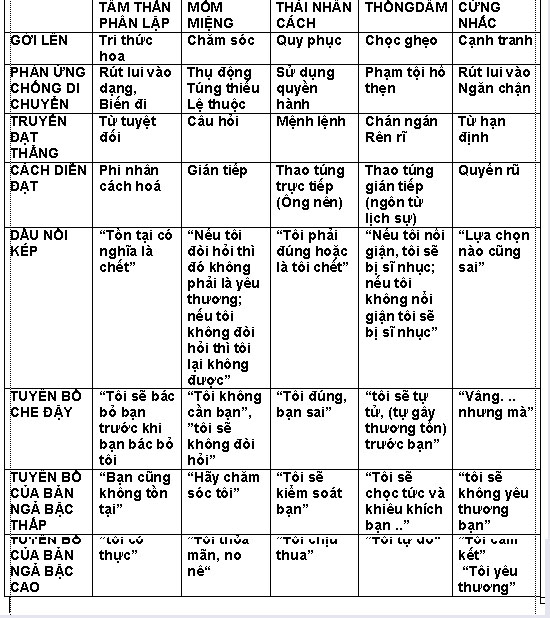 TÂM THẦN
PHÂN LẬP
MỒM
MIỆNG
THÁI NHÂN
CÁCH
THỐNGDÂM
CỨNG
NHẮC
GỢI LÊN
Tri thức
hoa
Chăm sóc
Quy phục
Chọc ghẹo
Cạnh tranh
PHẢN ỨNG
CHỐNG DI
CHUYỂN
Rút lui vào
dạng,
Biến đi
Thụ động
Túng thiếu
Lệ thuộc
Sử dụng
quyền
hành
Phạm tội hổ
thẹn
Rút lui vào
Ngăn chặn
TRUYỀN
ĐẠT
THẲNG
Từ tuyệt
đối
Câu hỏi
Mệnh lệnh
Chán ngán
Rên rĩ
Từ hạn
định
CÁCH DIỄN
ĐẠT
Phi nhân
cách hoá
Gián tiếp
Thao túng
trực tiếp
(Ông nên)
Thao túng
gián tiếp
(ngôn từ
lịch sự)
Quyến rũ
DẤU NỐI
KÉP
“Tồn tại có
nghĩa là
chết”
“Nếu tôi
đòi hỏi thì
đó không
phải là yêu
thương;
nếu tôi
không đòi
hỏi thì tôi
lại không
được”
“Tôi phải
đúng hoặc
là tôi chết”
“Nếu tôi nổi
giận, tôi sẽ
bị sĩ nhục;
nếu tôi
không nổi
giận tôi sẽ
bị sĩ nhục”
“Lựa chọn
nào cũng
sai”
TUYÊN BỐ
CHE ĐẬY
“Tôi sẽ bác
bỏ bạn
trước khi
bạn bác bỏ
tôi
“Tôi không
cần bạn”,
”tôi sẽ
không đòi
hỏi”
“Tôi đúng,
bạn sai”
“tôi sẽ tự
tử, (tự gây
thương tổn)
trước bạn”
“Vâng. ..
nhưng mà”
TUYÊN BỐ
CỦA BẢN
NGÃ BẬC
THẤP
“Bạn cũng
không tồn
tại”
“Hãy chăm
sóc tôi”
“Tôi sẽ
kiểm soát
bạn”
“Tôi sẽ
chọc tức và
khiêu khích
bạn ..”
“tôi sẽ
không yêu
thương
bạn”
TUYÊN BỐ
CỦA BẢN
NGÃ BẬC
CAO
“tôi có
thực”
“Tôi thỏa
mãn, no
nê“
“Tôi chịu
thua”
“Tôi tự do”
“Tôi cam
kết”
“Tôi yêu
thương”